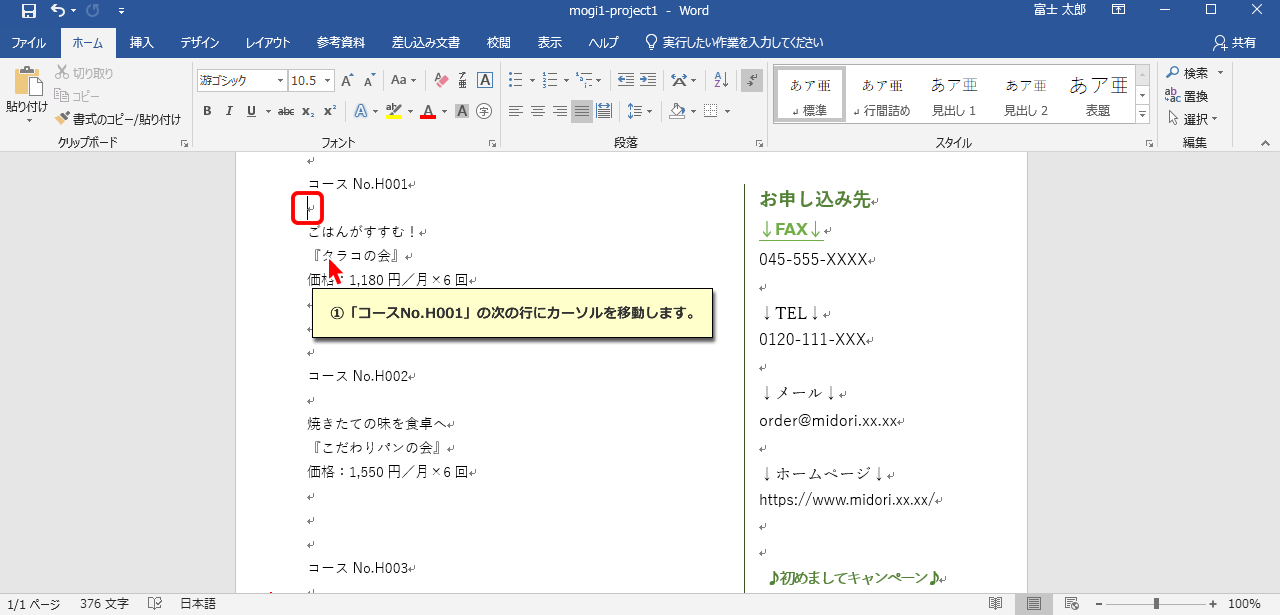 mogi1-project1 - Word
富士 太郎
ファイル ホーム 挿入 デザイン レイアウト 参考資料 差し込み文書 校閲 表示 ヘルプ 実行したい作業を入力してください 共有
貼り付け
切り取り
コピー
書式のコピー/貼り付け
クリップボード
游ゴシック 10.5
フォント
段落
あア亜 あア亜 あア亜 あア亜 あア亜
標準 行間詰め 見出し 1 見出し 2 表題
スタイル
検索
置換
選択
編集
コース No.H001
ごはんがすすむ！
『タラコの会』
価格：1,180 円／月×6 回
①「コースNo.H001」の次の行にカーソルを移動します。
コース No.H002
焼きたての味を食卓へ
『こだわりパンの会』
価格：1,550 円／月×6 回
コース No.H003
お申し込み先
↓FAX↓
045-555-XXXX
↓TEL↓
0120-111-XXX
↓メール↓
order@midori.xx.xx
↓ホームページ↓
https://www.midori.xx.xx/
♪初めましてキャンペーン♪
1/1 ページ 376 文字 日本語 100%